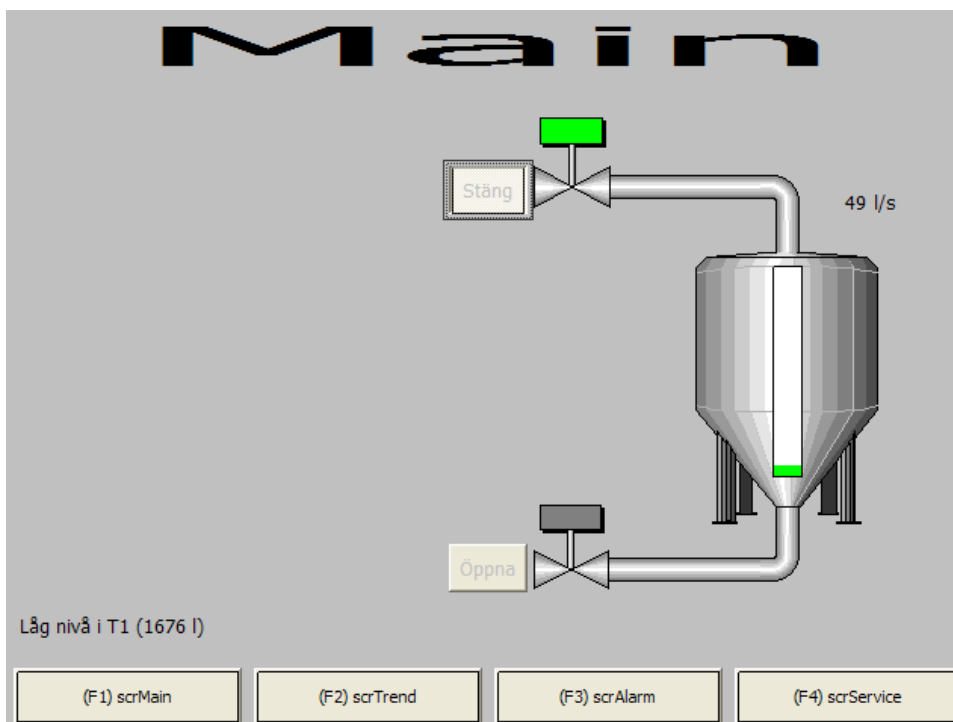 Main
Stäng
49 l/s
Öppna
Låg nivå i T1 (1676 l)
(F1) scrMain
(F2) scrTrend
(F3) scrAlarm
(F4) scrService